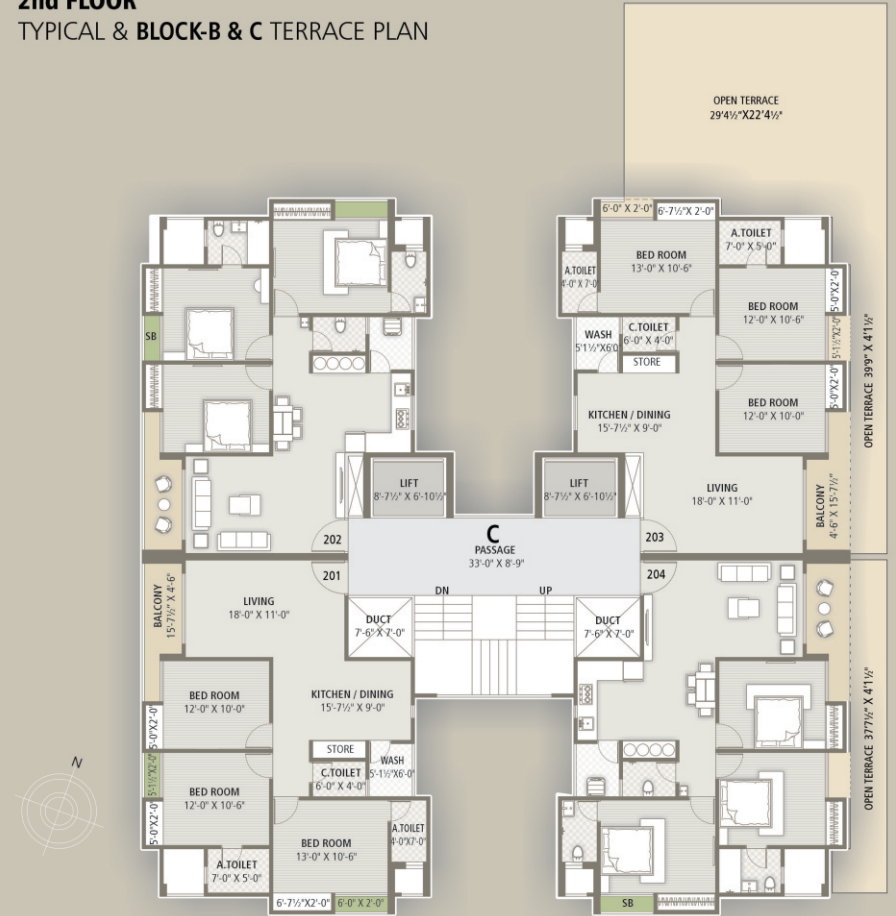 2nd FLOOR
TYPICAL & BLOCK-B & C TERRACE PLAN
OPEN TERRACE
29'4½"X22'4½"
6'-0" X 2'-0"
6'-7½"X 2'-0"
A.TOILET
7'-0" X 5'-0"
BED ROOM
13'-0" X 10'-6"
A.TOILET
4'-0" X 7'-0"
BED ROOM
12'-0" X 10'-6"
5'-0"X2'-0"
5'-1½"X2'-0"
SB
WASH
5'1½"X6'0
C.TOILET
6'-0" X 4'-0"
STORE
5'-0"X2'-0"
OPEN TERRACE 39'9" X 4'1½"
BED ROOM
12'-0" X 10'-0"
KITCHEN / DINING
15'-7½" X 9'-0"
LIFT
8'-7½" X 6'-10½"
LIFT
8'-7½" X 6'-10½"
LIVING
18'-0" X 11'-0"
BALCONY
4'-6" X 15'-7½"
202
C
203
PASSAGE
33'-0" X 8'-9"
201
204
DN
UP
BALCONY
15'-7½" X 4'-6"
LIVING
18'-0" X 11'-0"
DUCT
7'-6" X 7'-0"
DUCT
7'-6" X 7'-0"
BED ROOM
12'-0" X 10'-0"
KITCHEN / DINING
15'-7½" X 9'-0"
OPEN TERRACE 37'7½" X 4'1½"
5'-0"X2'-0"
STORE
WASH
5'-1½"X6'-0"
N
5'-1½"X2'-0"
C.TOILET
6'-0" X 4'-0"
BED ROOM
12'-0" X 10'-6"
5'-0"X2'-0"
A.TOILET
4'-0"X7'-0"
BED ROOM
13'-0" X 10'-6"
A.TOILET
7'-0" X 5'-0"
6'-7½"X2'-0"
6'-0" X 2'-0"
SB